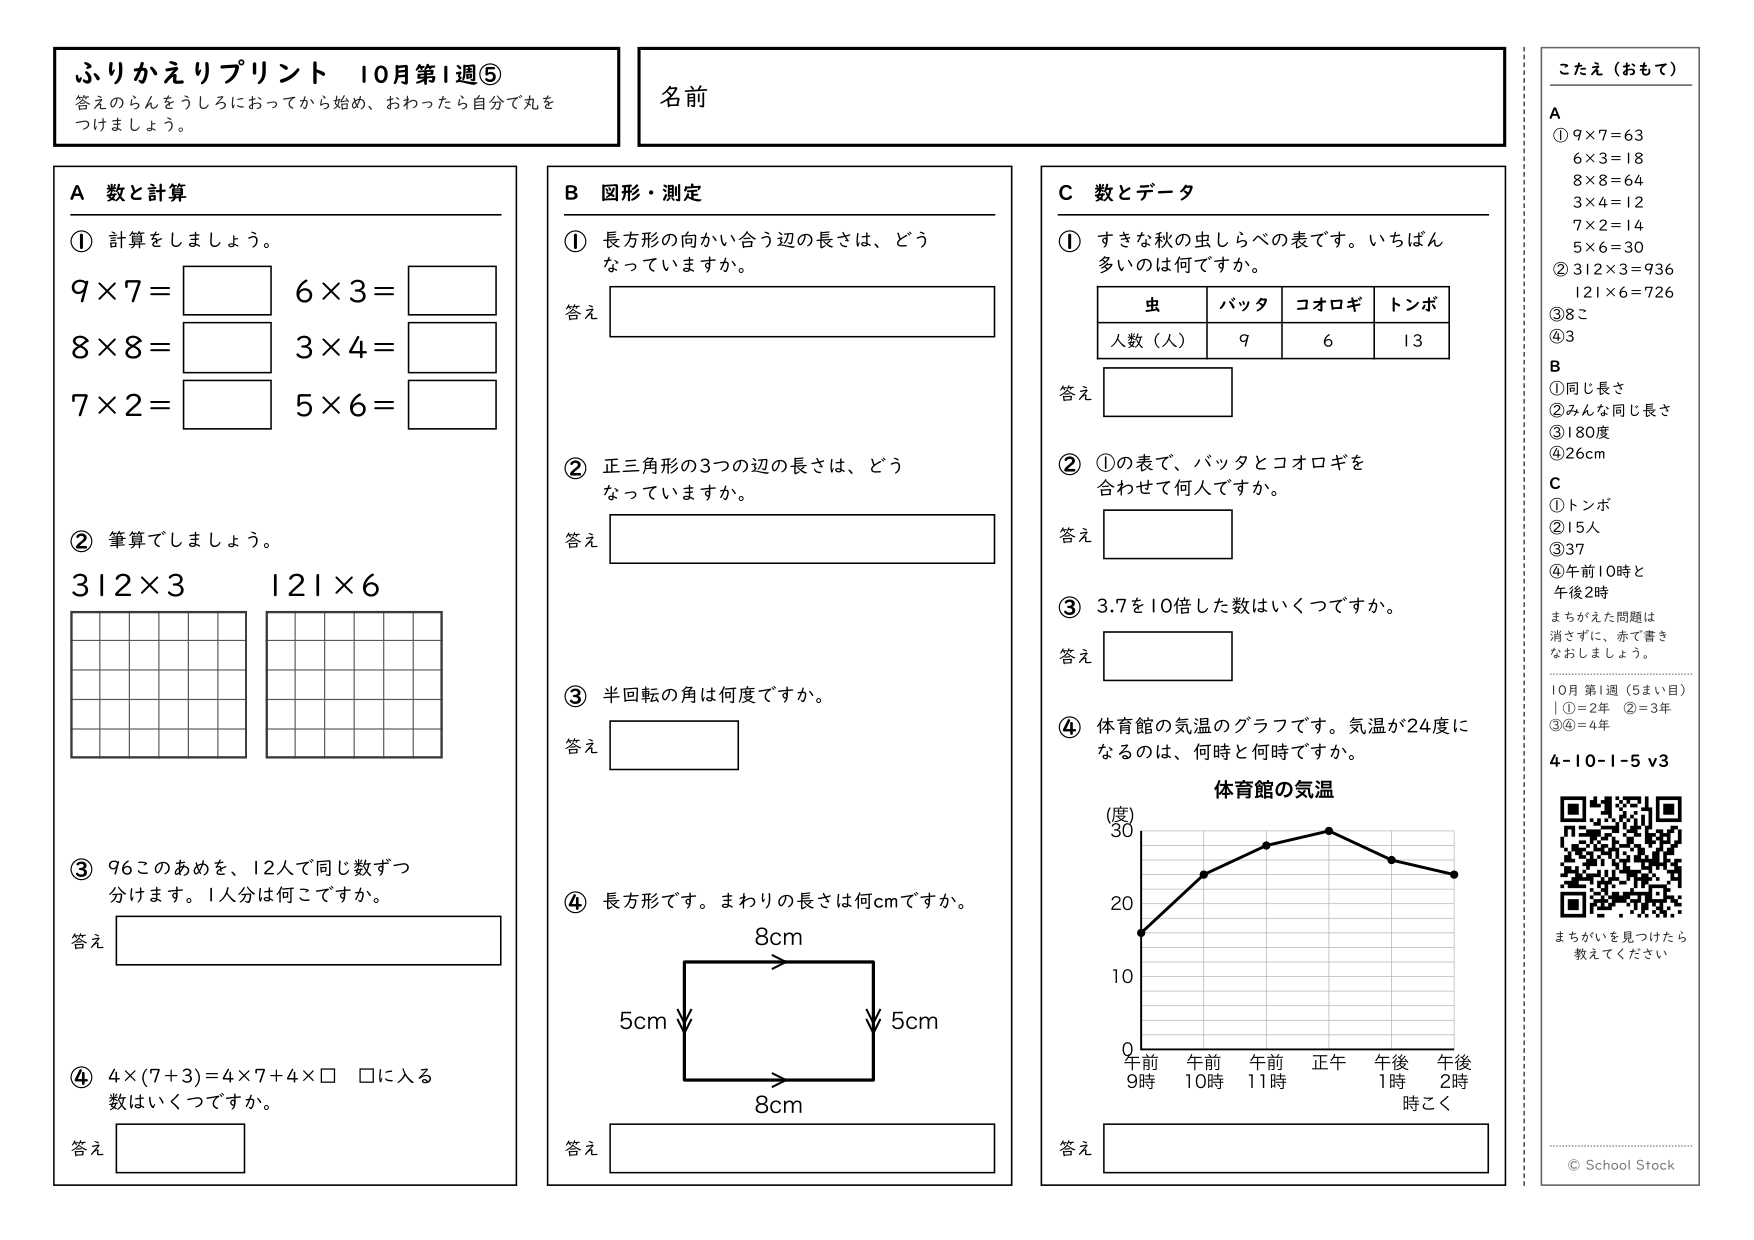 ふりかえりプリント　10月第1週⑤
答えのらんをうしろにおってから始め、おわったら自分で丸を
つけましょう。
名前
A　数と計算
① 計算をしましょう。
9×7=　6×3=
8×8=　3×4=
7×2=　5×6=
② 筆算でしましょう。
312×3　121×6
③ 96このあめを、12人で同じ数ずつ
分けます。1人分は何こですか。
答え
④ 4×(7+3)=4×7+4×□　□に入る
数はいくつですか。
答え
B　図形・測定
① 長方形の向かい合う辺の長さは、どう
なっていますか。
答え
② 正三角形の3つの辺の長さは、どう
なっていますか。
答え
③ 半回転の角は何度ですか。
答え
④ 長方形です。まわりの長さは何cmですか。
8cm
5cm　5cm
8cm
答え
C　数とデータ
① すきな秋の虫しらべの表です。いちばん
多いのは何ですか。
虫　バッタ　コオロギ　トンボ
人数（人）　9　6　13
答え
② ①の表で、バッタとコオロギを
合わせて何人ですか。
答え
③ 3.7を10倍した数はいくつですか。
答え
④ 体育館の気温のグラフです。気温が24度に
なるのは、何時と何時ですか。
体育館の気温
(度)
30
20
10
0
午前　午前　午前　正午　午後　午後
9時　10時　11時　1時　2時
時こく
答え
こたえ（おもて）
A
① 9×7=63
6×3=18
8×8=64
3×4=12
7×2=14
5×6=30
② 312×3=936
121×6=726
③8こ
④3
B
①同じ長さ
②みんな同じ長さ
③180度
④26cm
C
①トンボ
②15人
③37
④午前10時と
午後2時
まちがえた問題は
消さずに、赤で書き
なおしましょう。
10月 第1週（5まい目）
｜①=2年　②=3年
③④=4年
4-10-1-5 v3
まちがいを見つけたら
教えてください
© School Stock